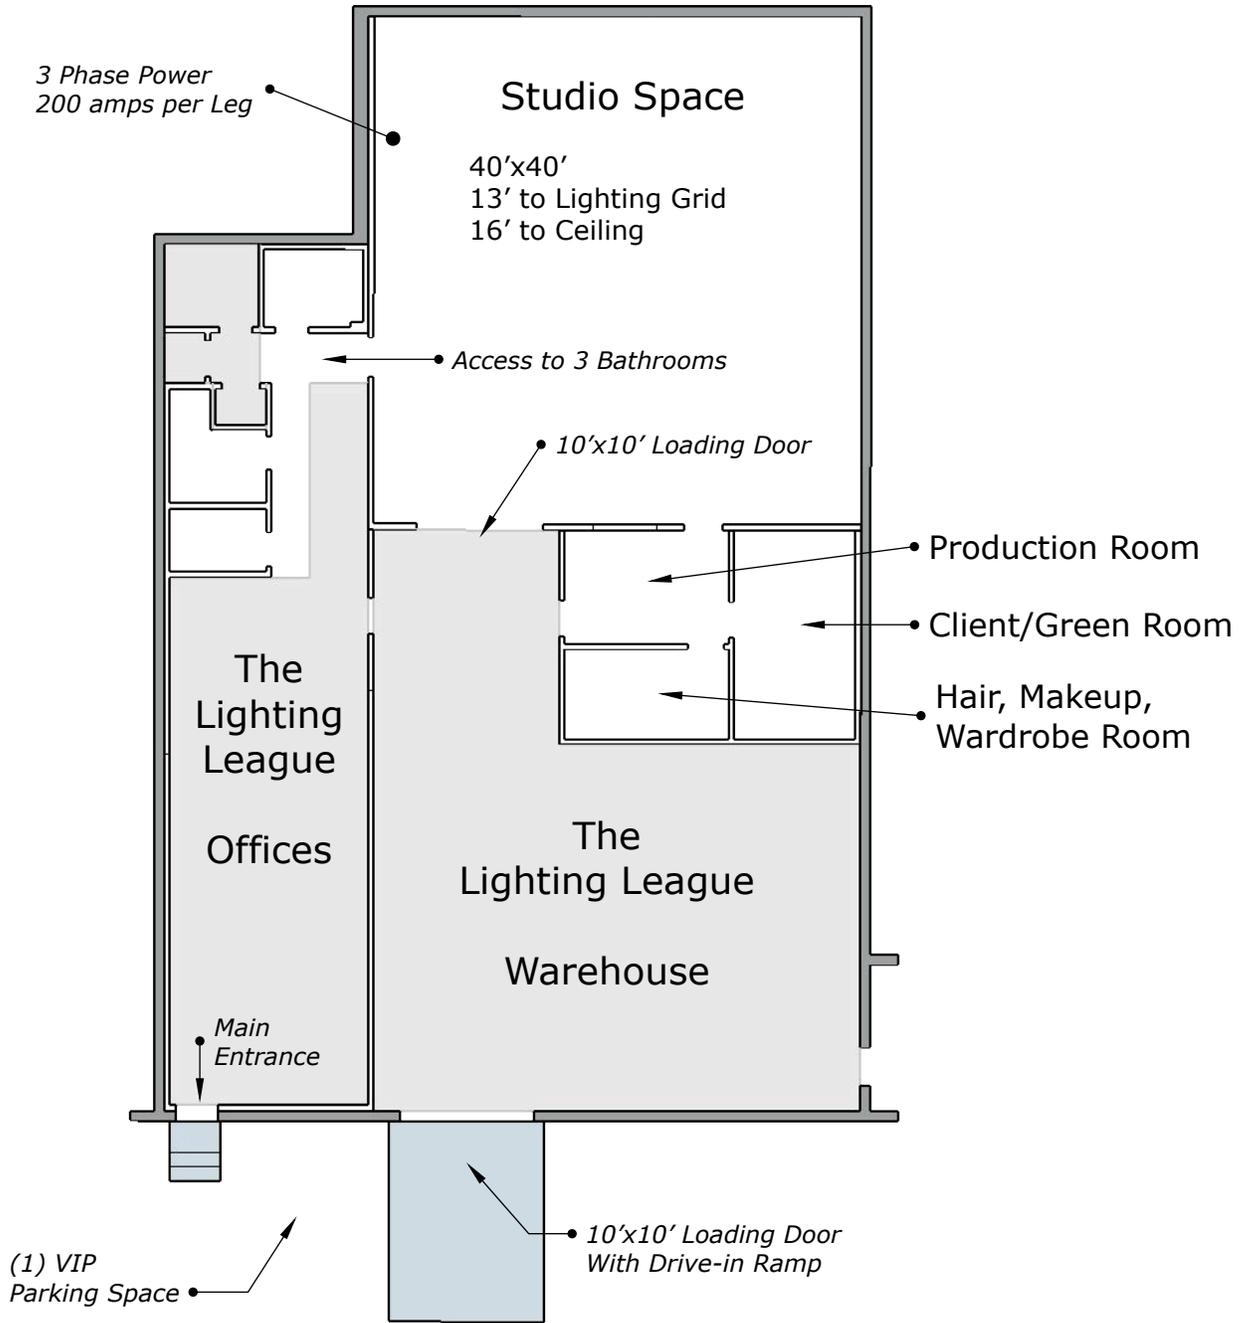 3 Phase Power
200 amps per Leg
Studio Space
40’x40’
13’ to Lighting Grid
16’ to Ceiling
Access to 3 Bathrooms
10’x10’ Loading Door
Production Room
Client/Green Room
Hair, Makeup,
Wardrobe Room
The
Lighting
League
Offices
The
Lighting League
Warehouse
Main
Entrance
10’x10’ Loading Door
With Drive-in Ramp
(1) VIP
Parking Space